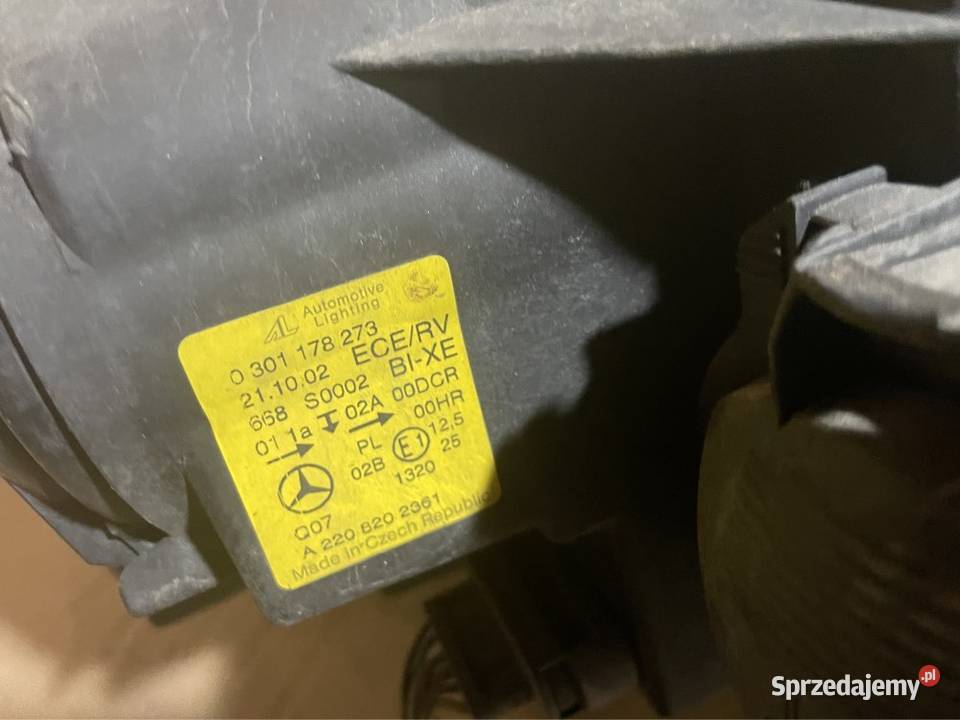 AL Automotive
Lighting
0 301 178 273
21.10.02 ECE/RV
668 S0002 BI-XE
01 1a 02A 00DCR
00HR
PL E1 12,5
02B 25
1320
Q07
A 220 820 2361
Made in Czech Republic
Sprzedajemy.pl